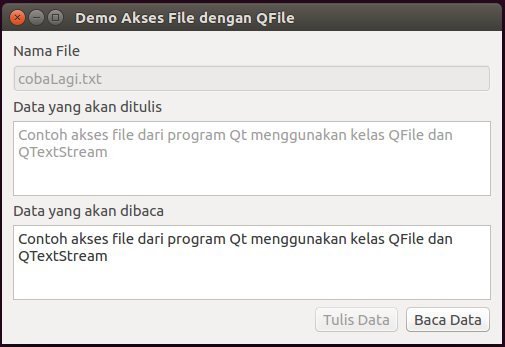 Demo Akses File dengan QFile
Nama File
cobaLagi.txt
Data yang akan ditulis
Contoh akses file dari program Qt menggunakan kelas QFile dan
QTextStream
Data yang akan dibaca
Contoh akses file dari program Qt menggunakan kelas QFile dan
QTextStream
Tulis Data Baca Data